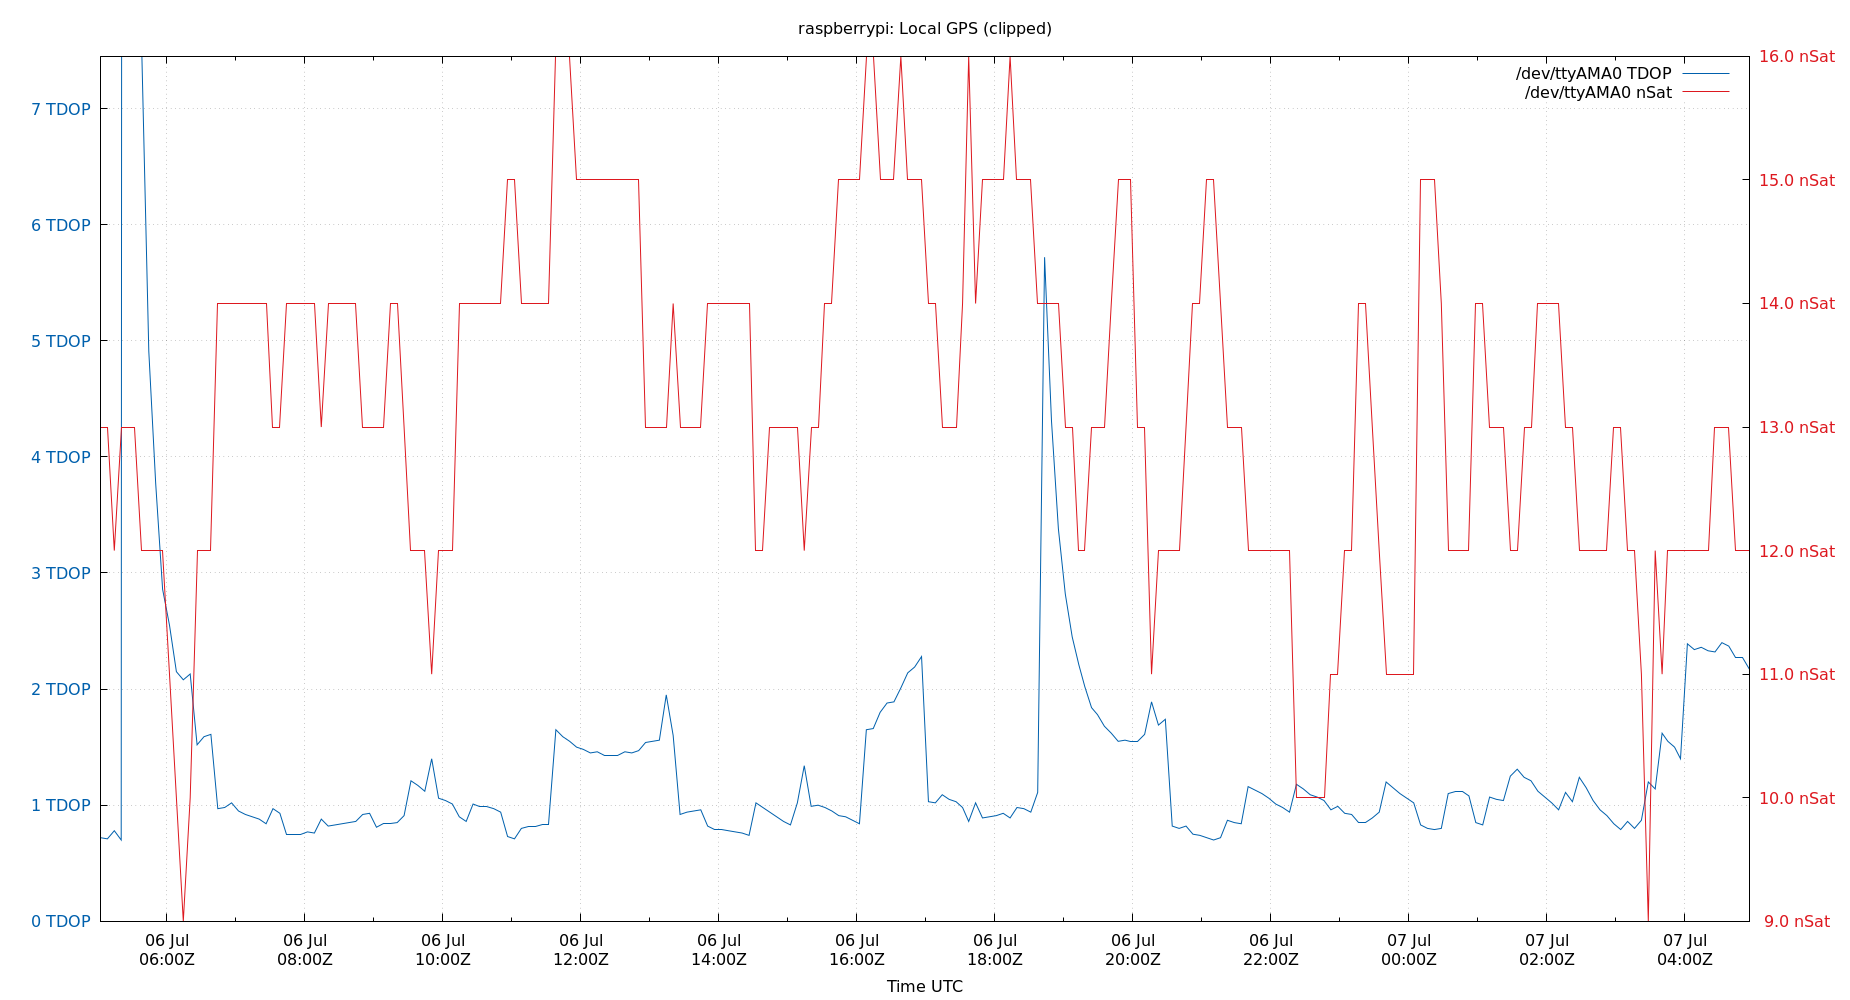 raspberrypi: Local GPS (clipped)
/dev/ttyAMA0 TDOP
/dev/ttyAMA0 nSat
7 TDOP
6 TDOP
5 TDOP
4 TDOP
3 TDOP
2 TDOP
1 TDOP
0 TDOP
16.0 nSat
15.0 nSat
14.0 nSat
13.0 nSat
12.0 nSat
11.0 nSat
10.0 nSat
9.0 nSat
06 Jul
06:00Z
06 Jul
08:00Z
06 Jul
10:00Z
06 Jul
12:00Z
06 Jul
14:00Z
06 Jul
16:00Z
06 Jul
18:00Z
06 Jul
20:00Z
06 Jul
22:00Z
07 Jul
00:00Z
07 Jul
02:00Z
07 Jul
04:00Z
Time UTC